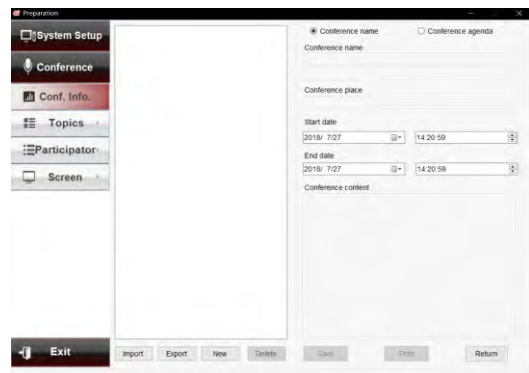 Preparation
System Setup
Conference
Conf. Info.
Topics
Participator
Screen
Exit
Import
Export
New
Delete
Conference name
Conference agenda
Conference name
Conference place
Start date
2018/ 7/27
14:20:59
End date
2018/ 7/27
14:20:59
Conference content
Save
Print
Return